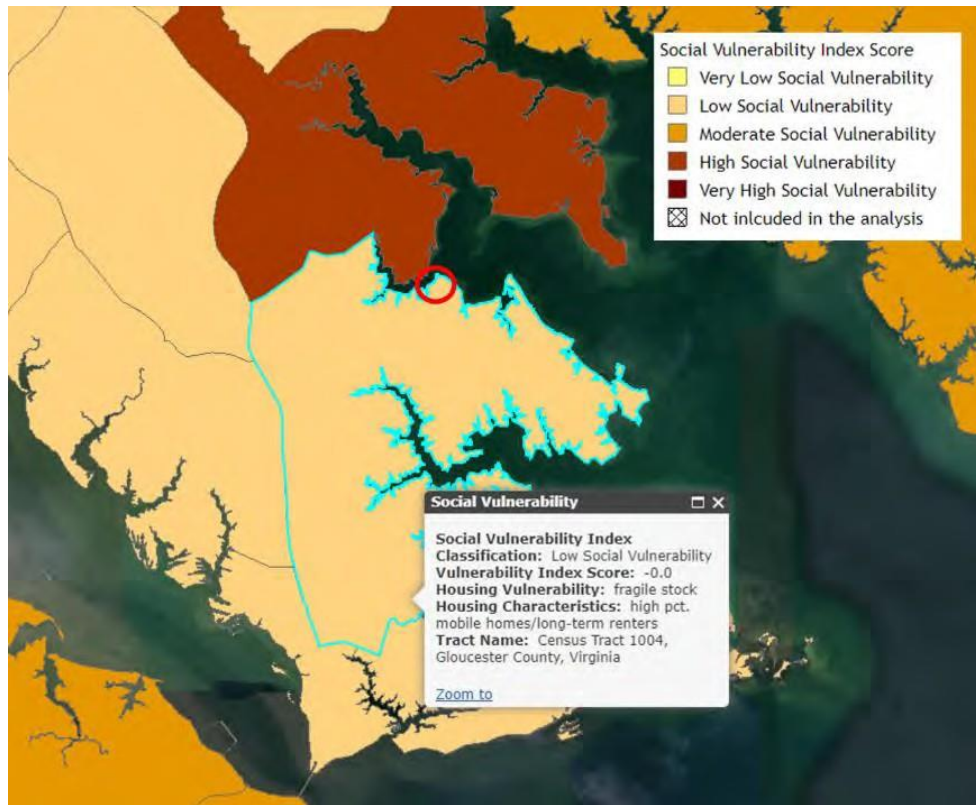 Social Vulnerability Index Score
Very Low Social Vulnerability
Low Social Vulnerability
Moderate Social Vulnerability
High Social Vulnerability
Very High Social Vulnerability
Not inlcuded in the analysis
Social Vulnerability
Social Vulnerability Index
Classification: Low Social Vulnerability
Vulnerability Index Score: -0.0
Housing Vulnerability: fragile stock
Housing Characteristics: high pct.
mobile homes/long-term renters
Tract Name: Census Tract 1004,
Gloucester County, Virginia
Zoom to